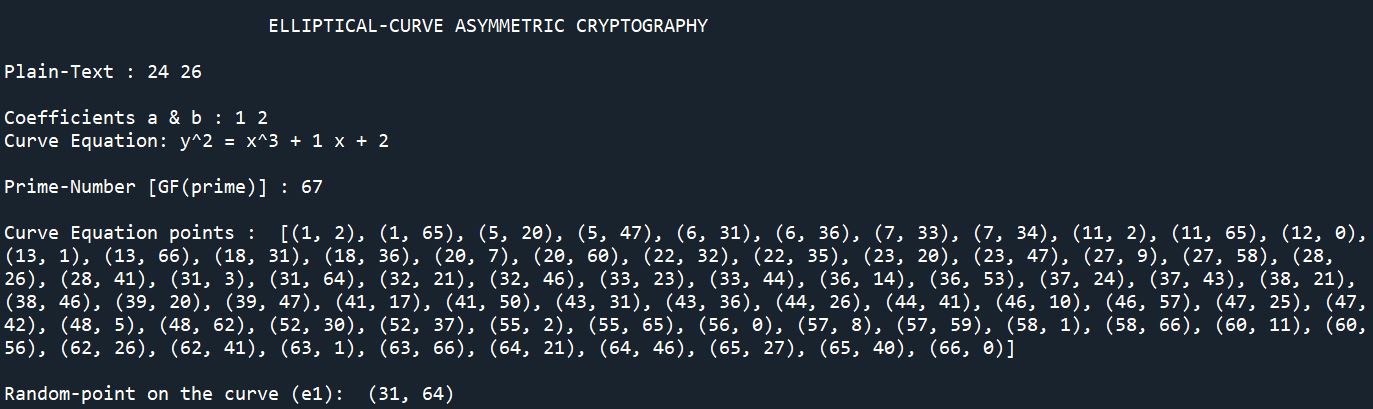 ELLIPTICAL-CURVE ASYMMETRIC CRYPTOGRAPHY
Plain-Text : 24 26
Coefficients a & b : 1 2
Curve Equation: y^2 = x^3 + 1 x + 2
Prime-Number [GF(prime)] : 67
Curve Equation points :  [(1, 2), (1, 65), (5, 20), (5, 47), (6, 31), (6, 36), (7, 33), (7, 34), (11, 2), (11, 65), (12, 0),
(13, 1), (13, 66), (18, 31), (18, 36), (20, 7), (20, 60), (22, 32), (22, 35), (23, 20), (23, 47), (27, 9), (27, 58), (28,
26), (28, 41), (31, 3), (31, 64), (32, 21), (32, 46), (33, 23), (33, 44), (36, 14), (36, 53), (37, 24), (37, 43), (38, 21),
(38, 46), (39, 20), (39, 47), (41, 17), (41, 50), (43, 31), (43, 36), (44, 26), (44, 41), (46, 10), (46, 57), (47, 25), (47,
42), (48, 5), (48, 62), (52, 30), (52, 37), (55, 2), (55, 65), (56, 0), (57, 8), (57, 59), (58, 1), (58, 66), (60, 11), (60,
56), (62, 26), (62, 41), (63, 1), (63, 66), (64, 21), (64, 46), (65, 27), (65, 40), (66, 0)]
Random-point on the curve (e1):  (31, 64)